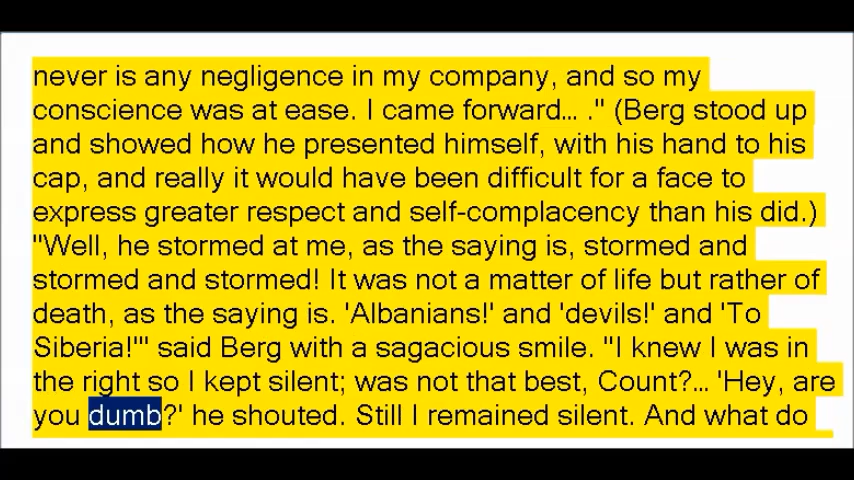 never is any negligence in my company, and so my
conscience was at ease. I came forward... ." (Berg stood up
and showed how he presented himself, with his hand to his
cap, and really it would have been difficult for a face to
express greater respect and self-complacency than his did.)
"Well, he stormed at me, as the saying is, stormed and
stormed and stormed! It was not a matter of life but rather of
death, as the saying is. 'Albanians!' and 'devils!' and 'To
Siberia!'" said Berg with a sagacious smile. "I knew I was in
the right so I kept silent; was not that best, Count?... 'Hey, are
you dumb?' he shouted. Still I remained silent. And what do